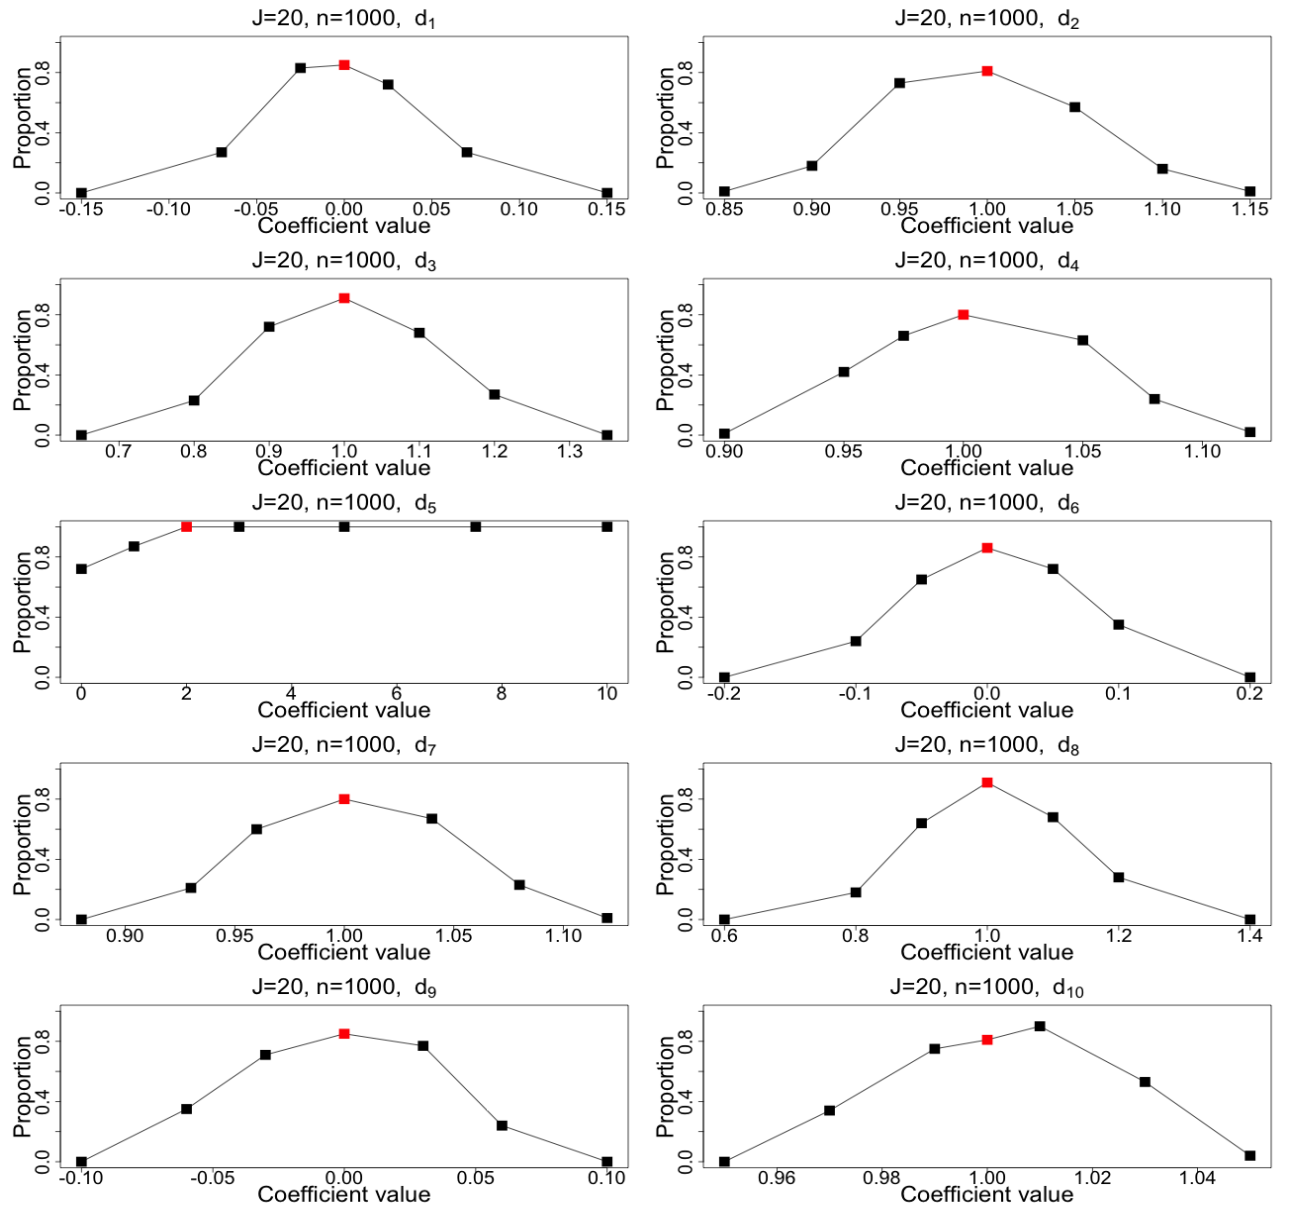 J=20, n=1000, d1
Proportion
0.0 0.4 0.8
-0.15 -0.10 -0.05 0.00 0.05 0.10 0.15
Coefficient value
J=20, n=1000, d2
Proportion
0.0 0.4 0.8
0.85 0.90 0.95 1.00 1.05 1.10 1.15
Coefficient value
J=20, n=1000, d3
Proportion
0.0 0.4 0.8
0.7 0.8 0.9 1.0 1.1 1.2 1.3
Coefficient value
J=20, n=1000, d4
Proportion
0.0 0.4 0.8
0.90 0.95 1.00 1.05 1.10
Coefficient value
J=20, n=1000, d5
Proportion
0.0 0.4 0.8
0 2 4 6 8 10
Coefficient value
J=20, n=1000, d6
Proportion
0.0 0.4 0.8
-0.2 -0.1 0.0 0.1 0.2
Coefficient value
J=20, n=1000, d7
Proportion
0.0 0.4 0.8
0.90 0.95 1.00 1.05 1.10
Coefficient value
J=20, n=1000, d8
Proportion
0.0 0.4 0.8
0.6 0.8 1.0 1.2 1.4
Coefficient value
J=20, n=1000, d9
Proportion
0.0 0.4 0.8
-0.10 -0.05 0.00 0.05 0.10
Coefficient value
J=20, n=1000, d10
Proportion
0.0 0.4 0.8
0.96 0.98 1.00 1.02 1.04
Coefficient value